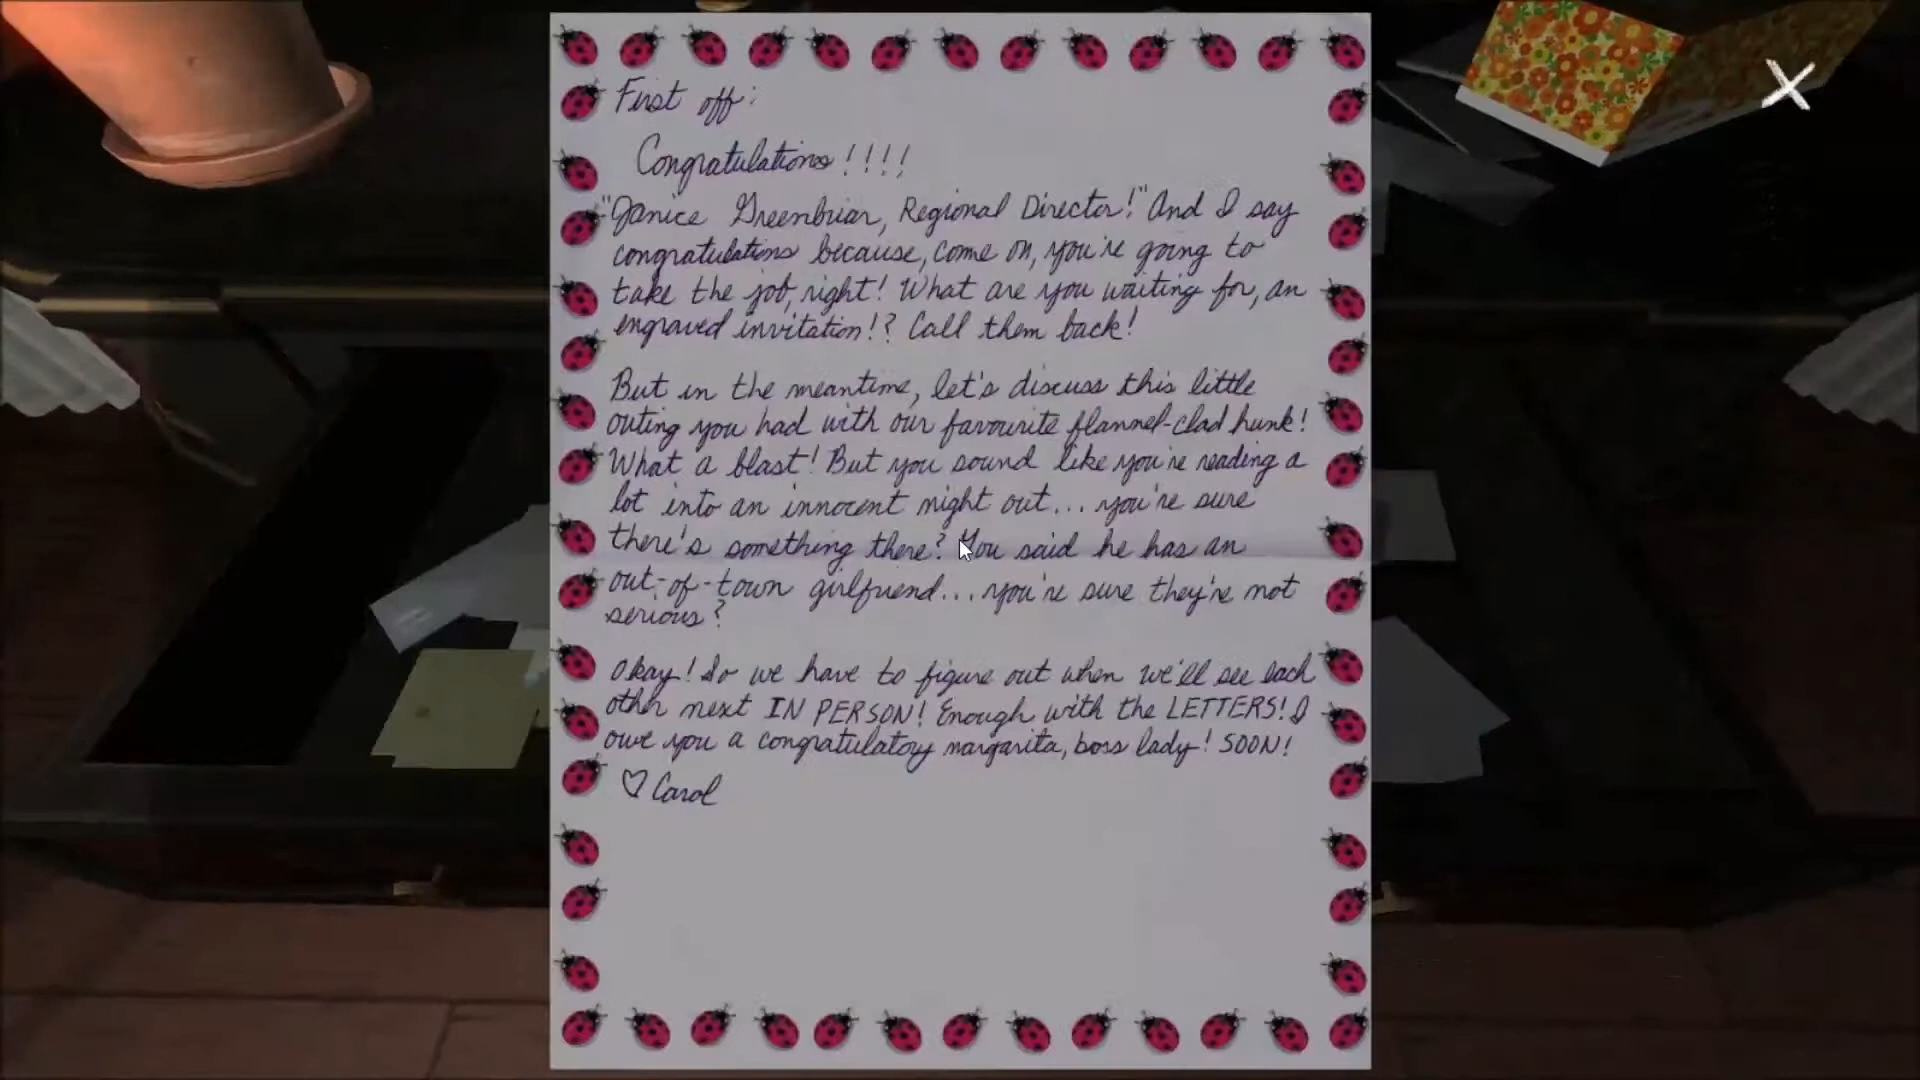 First off:
Congratulations!!!!
"Janice Greenbriar, Regional Director!" And I say
congratulations because, come on, you're going to
take the job, right! What are you waiting for, an
engraved invitation!? Call them back!
But in the meantime, let's discuss this little
outing you had with our favourite flannel-clad hunk!
What a blast! But you sound like you're reading a
lot into an innocent night out... you're sure
there's something there? You said he has an
out-of-town girlfriend... you're sure they're not
serious?
Okay! So we have to figure out when we'll see each
other next IN PERSON! Enough with the LETTERS! I
owe you a congratulatory margarita, boss lady! SOON!
♡ Carol